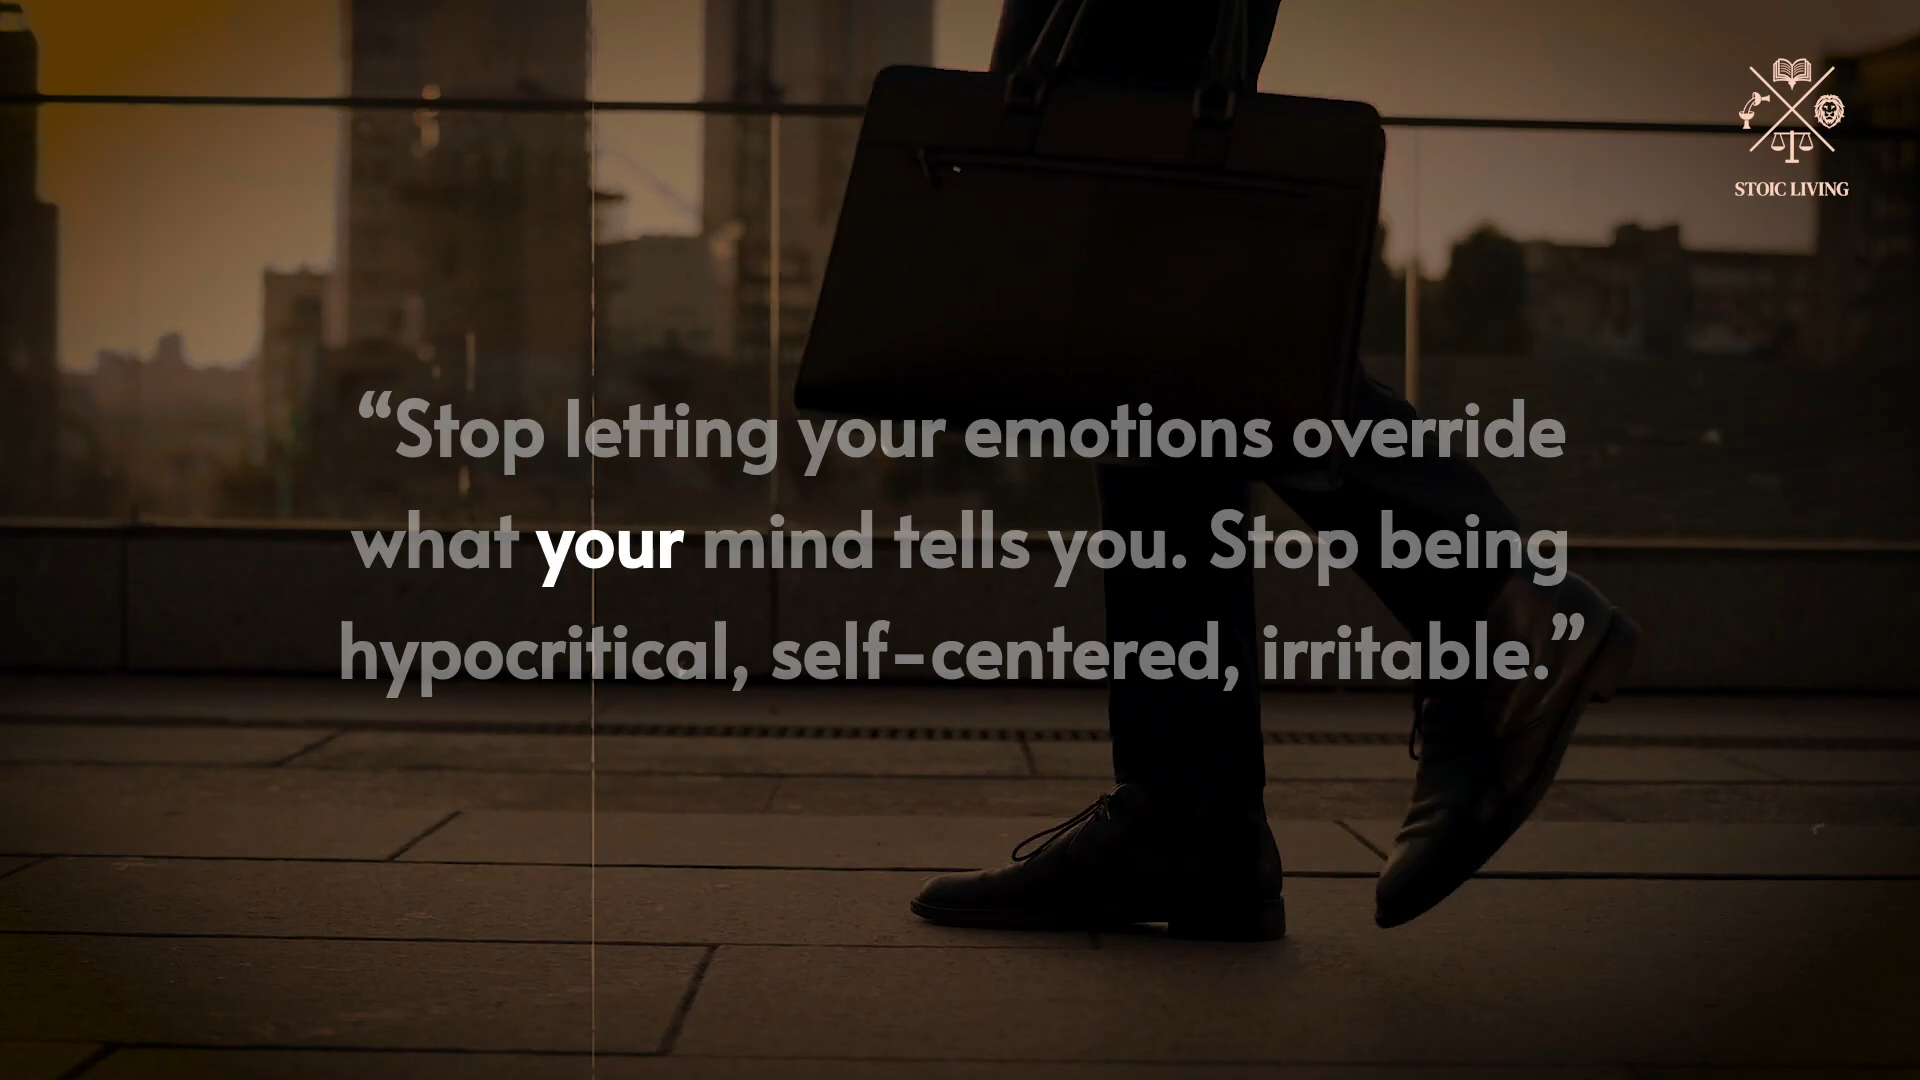 STOIC LIVING
“Stop letting your emotions override
what your mind tells you. Stop being
hypocritical, self-centered, irritable.”